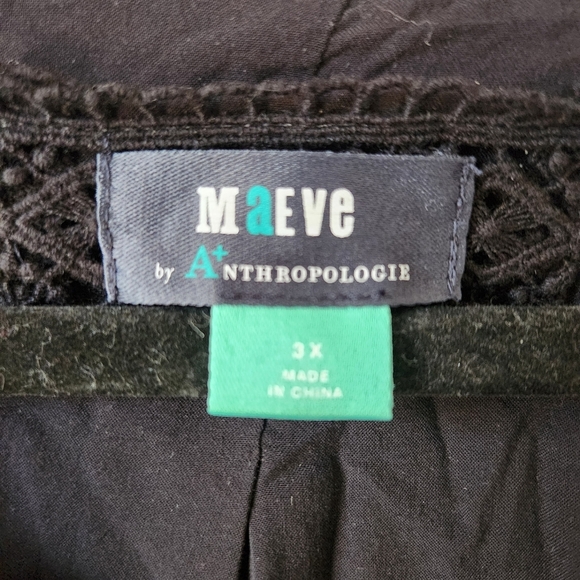 MaEVe
by A+NTHROPOLOGIE
3X
MADE
IN CHINA